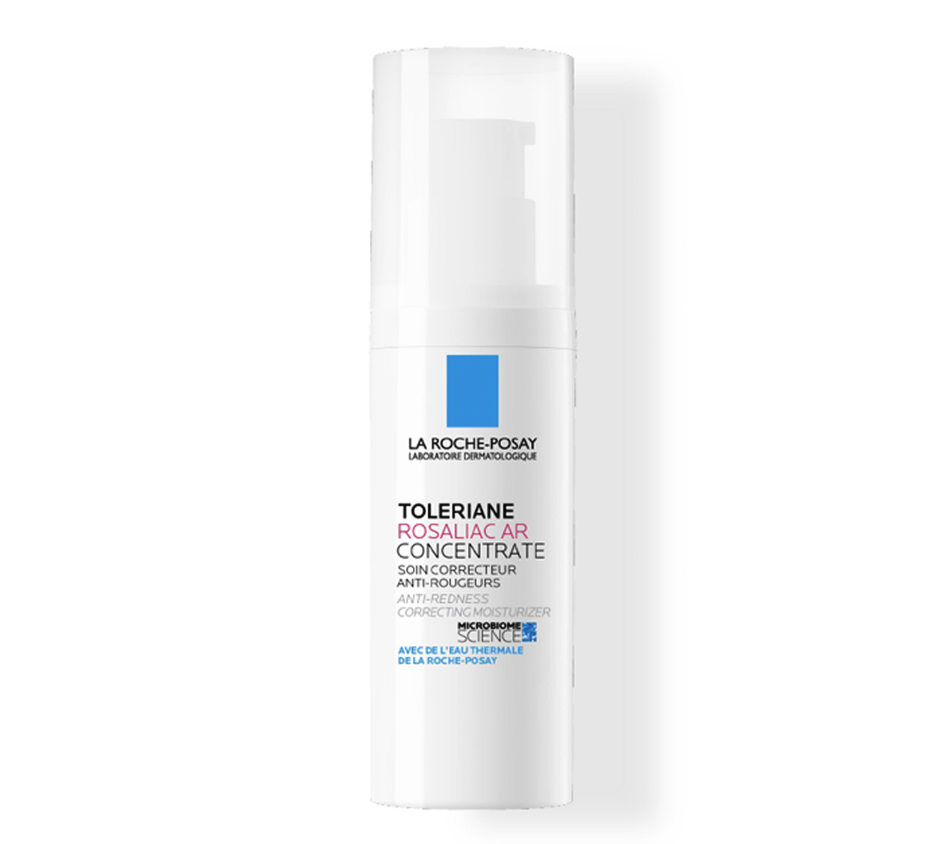 LA ROCHE-POSAY
LABORATOIRE DERMATOLOGIQUE
TOLERIANE
ROSALIAC AR
CONCENTRATE
SOIN CORRECTEUR
ANTI-ROUGEURS
ANTI-REDNESS
CORRECTING MOISTURIZER
MICROBIOME
SCIENCE
AVEC DE L'EAU THERMALE
DE LA ROCHE-POSAY